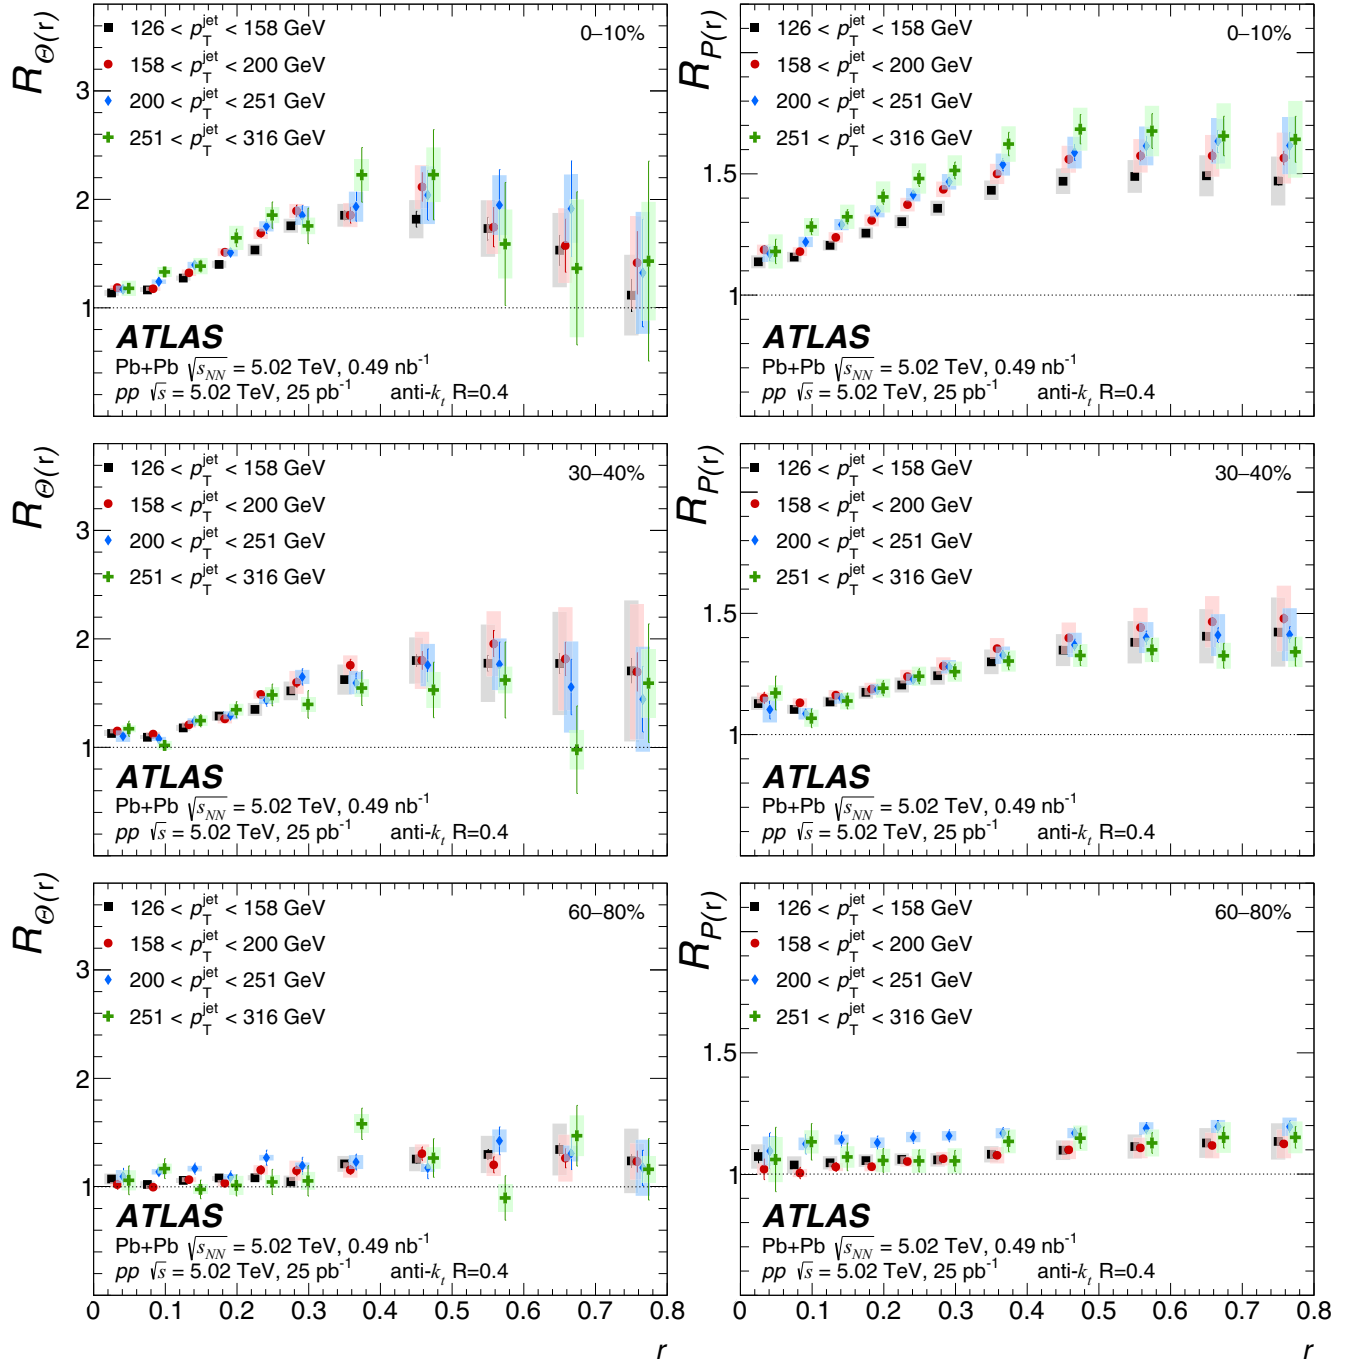 R_Θ(r)
126 < p_T^jet < 158 GeV
0–10%
158 < p_T^jet < 200 GeV
200 < p_T^jet < 251 GeV
251 < p_T^jet < 316 GeV
3
2
1
ATLAS
Pb+Pb √s_NN = 5.02 TeV, 0.49 nb⁻¹
pp √s = 5.02 TeV, 25 pb⁻¹ anti-k_t R=0.4
R_P(r)
126 < p_T^jet < 158 GeV
0–10%
158 < p_T^jet < 200 GeV
200 < p_T^jet < 251 GeV
251 < p_T^jet < 316 GeV
1.5
1
ATLAS
Pb+Pb √s_NN = 5.02 TeV, 0.49 nb⁻¹
pp √s = 5.02 TeV, 25 pb⁻¹ anti-k_t R=0.4
R_Θ(r)
126 < p_T^jet < 158 GeV
30–40%
158 < p_T^jet < 200 GeV
200 < p_T^jet < 251 GeV
251 < p_T^jet < 316 GeV
3
2
1
ATLAS
Pb+Pb √s_NN = 5.02 TeV, 0.49 nb⁻¹
pp √s = 5.02 TeV, 25 pb⁻¹ anti-k_t R=0.4
R_P(r)
126 < p_T^jet < 158 GeV
30–40%
158 < p_T^jet < 200 GeV
200 < p_T^jet < 251 GeV
251 < p_T^jet < 316 GeV
1.5
1
ATLAS
Pb+Pb √s_NN = 5.02 TeV, 0.49 nb⁻¹
pp √s = 5.02 TeV, 25 pb⁻¹ anti-k_t R=0.4
R_Θ(r)
126 < p_T^jet < 158 GeV
60–80%
158 < p_T^jet < 200 GeV
200 < p_T^jet < 251 GeV
251 < p_T^jet < 316 GeV
3
2
1
ATLAS
Pb+Pb √s_NN = 5.02 TeV, 0.49 nb⁻¹
pp √s = 5.02 TeV, 25 pb⁻¹ anti-k_t R=0.4
0 0.1 0.2 0.3 0.4 0.5 0.6 0.7 0.8
r
R_P(r)
126 < p_T^jet < 158 GeV
60–80%
158 < p_T^jet < 200 GeV
200 < p_T^jet < 251 GeV
251 < p_T^jet < 316 GeV
1.5
1
ATLAS
Pb+Pb √s_NN = 5.02 TeV, 0.49 nb⁻¹
pp √s = 5.02 TeV, 25 pb⁻¹ anti-k_t R=0.4
0 0.1 0.2 0.3 0.4 0.5 0.6 0.7 0.8
r